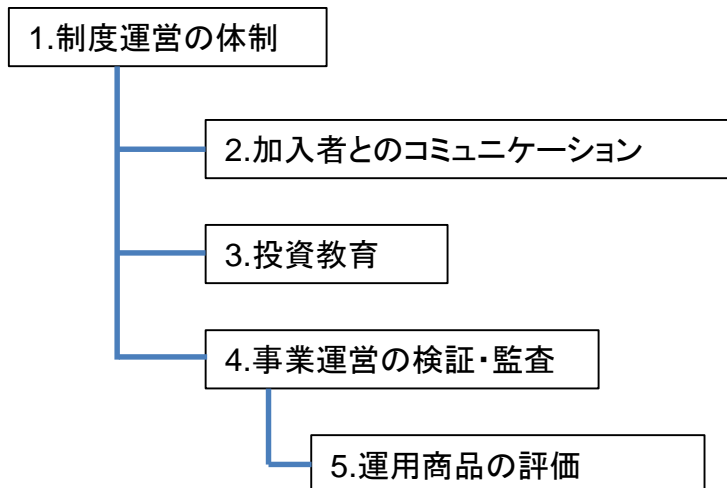 1.制度運営の体制
2.加入者とのコミュニケーション
3.投資教育
4.事業運営の検証・監査
5.運用商品の評価